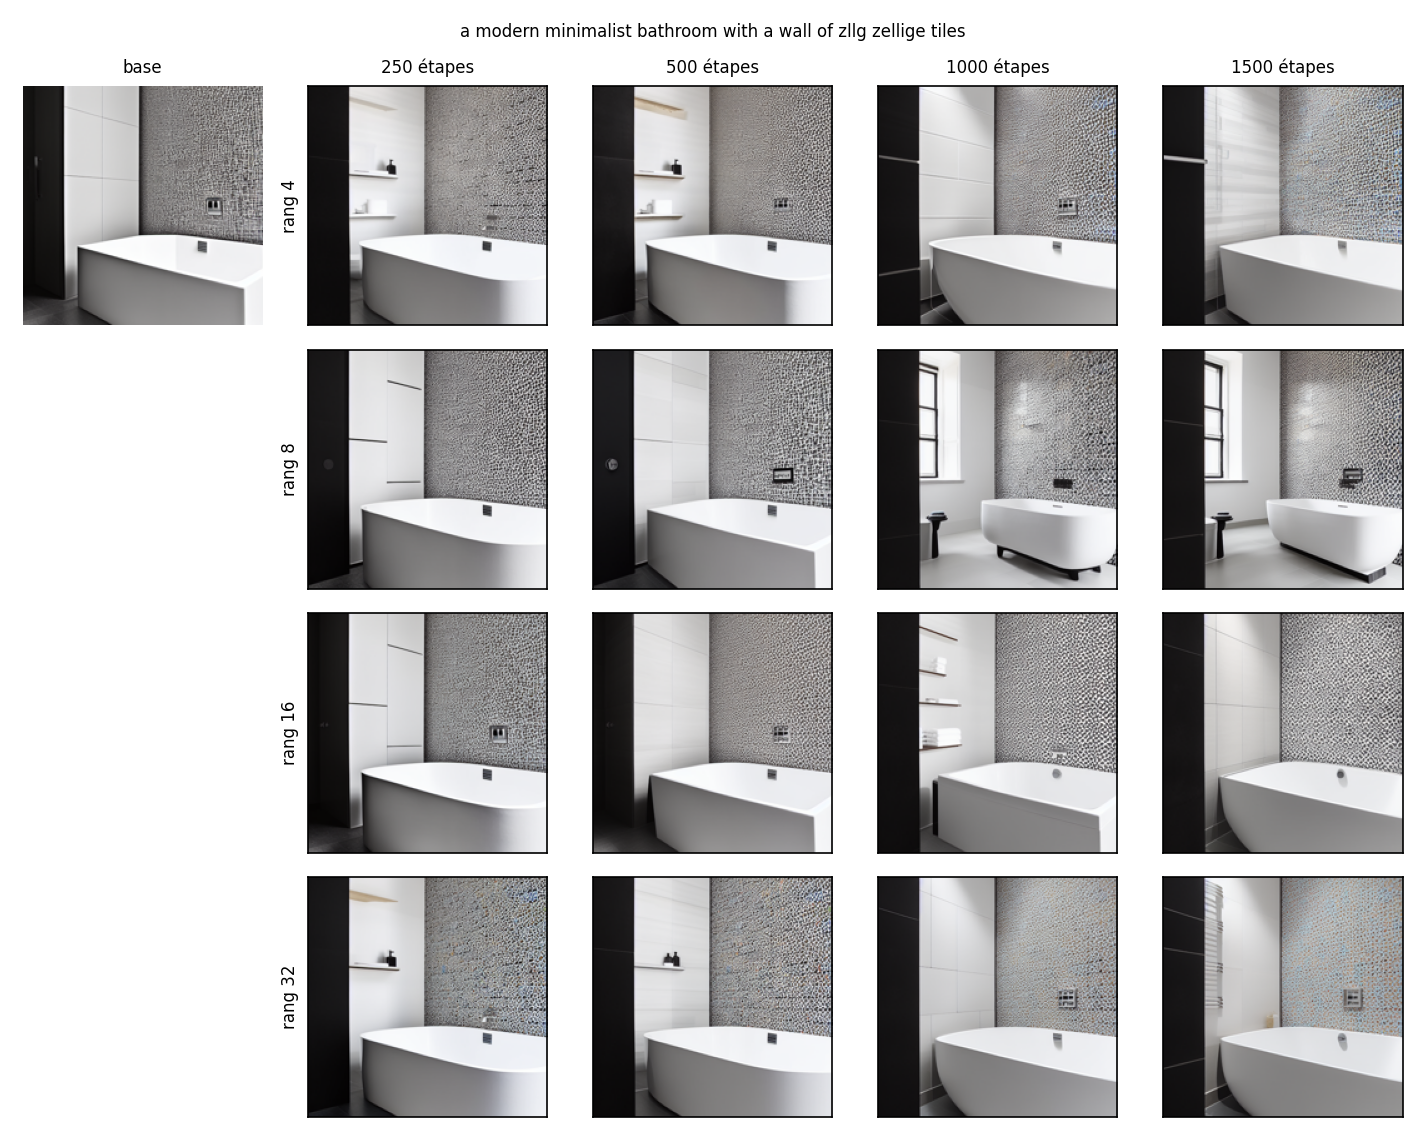 a modern minimalist bathroom with a wall of zllg zellige tiles
base
250 étapes
500 étapes
1000 étapes
1500 étapes
rang 4
rang 8
rang 16
rang 32